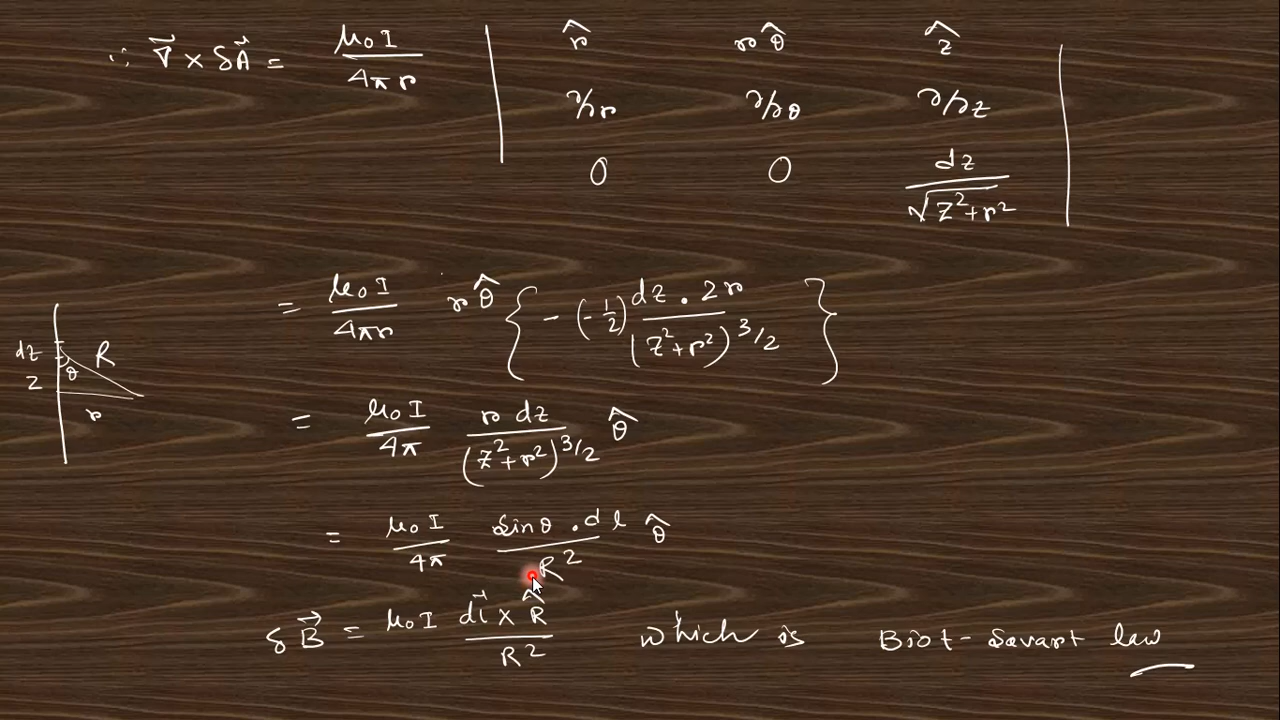 ∴ ∇⃗ × δA⃗ = μ₀I / 4πr | r̂ rθ̂ ẑ |
| ∂/∂r ∂/∂θ ∂/∂z |
| 0 0 dz / √(z²+r²) |
= μ₀I / 4πr rθ̂ { - (-1/2) dz . 2r / (z²+r²)^3/2 }
dz R
θ
z
r
= μ₀I / 4π r dz / (z²+r²)^3/2 θ̂
= μ₀I / 4π sinθ . dl / R² θ̂
δB⃗ = μ₀I dl⃗ × R̂ / R² which is Biot-Savart law